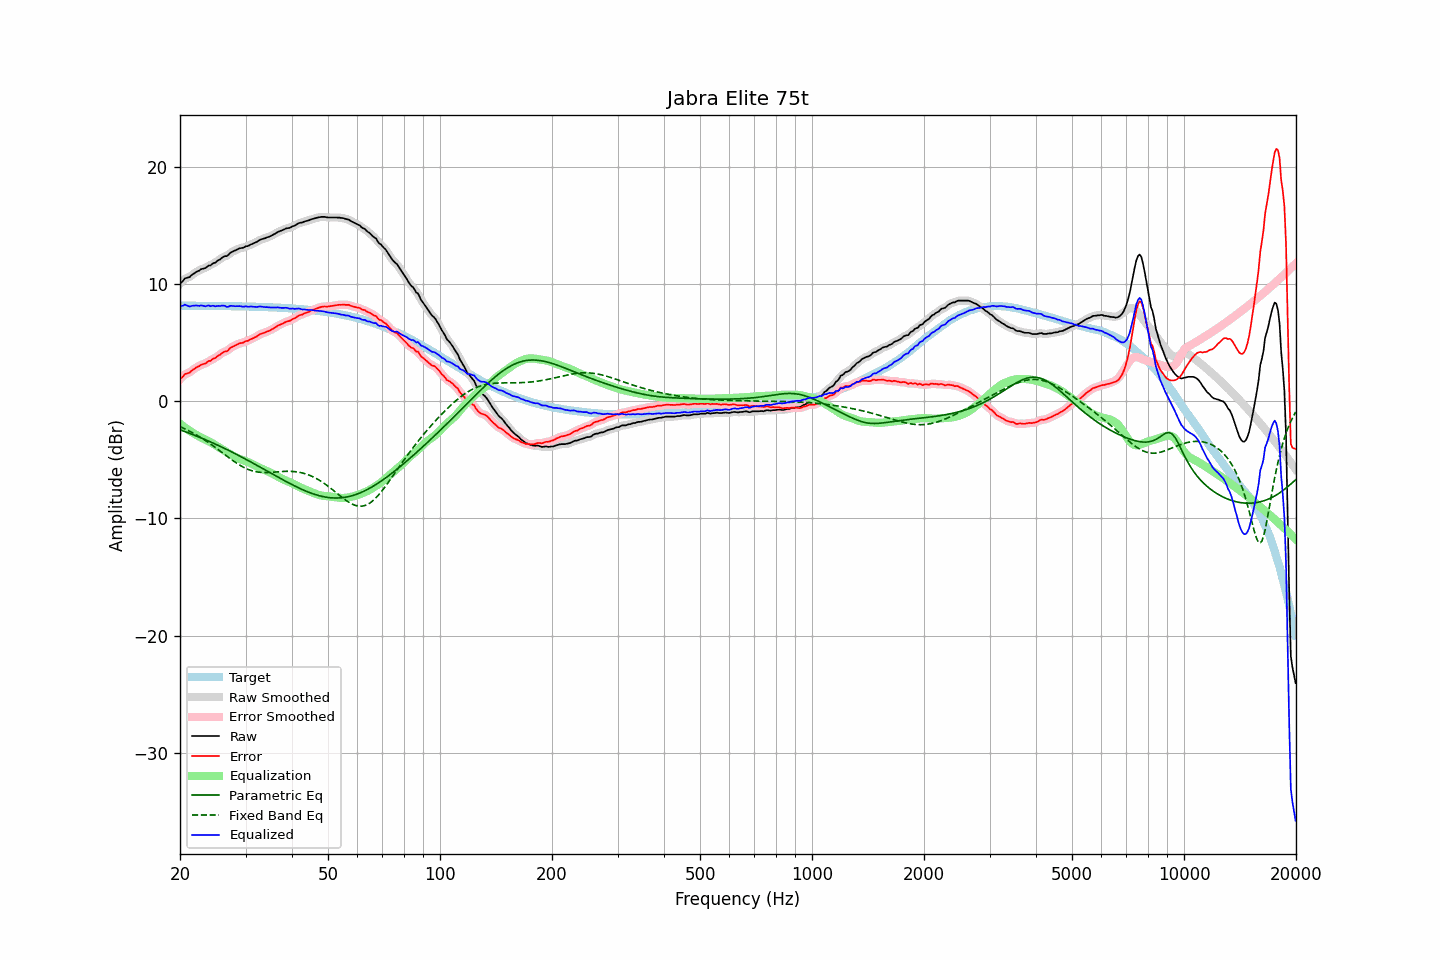 Jabra Elite 75t
Amplitude (dBr)
20
10
0
−10
−20
−30
Target
Raw Smoothed
Error Smoothed
Raw
Error
Equalization
Parametric Eq
Fixed Band Eq
Equalized
20 50 100 200 500 1000 2000 5000 10000 20000
Frequency (Hz)